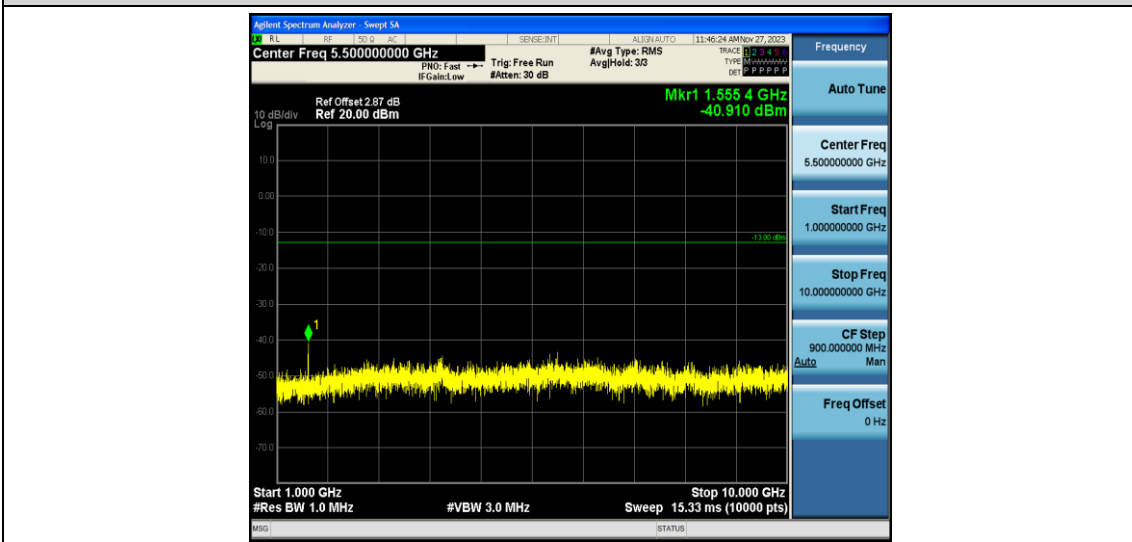 Agilent Spectrum Analyzer - Swept SA
RL RF 50 Ω AC SENSE:INT ALIGN AUTO 11:46:24 AM Nov 27, 2023
Center Freq 5.500000000 GHz #Avg Type: RMS TRACE 1 2 3 4 5 6
PNO: Fast Trig: Free Run Avg|Hold: 3/3 TYPE M
IFGain:Low #Atten: 30 dB DET P P P P P P
Mkr1 1.555 4 GHz
-40.910 dBm
Ref Offset 2.87 dB
10 dB/div Ref 20.00 dBm
Log
10.0
0.00
-10.0
-13.00 dBm
-20.0
-30.0
1
-40.0
-50.0
-60.0
-70.0
Start 1.000 GHz Stop 10.000 GHz
#Res BW 1.0 MHz #VBW 3.0 MHz Sweep 15.33 ms (10000 pts)
MSG STATUS
Frequency
Auto Tune
Center Freq
5.500000000 GHz
Start Freq
1.000000000 GHz
Stop Freq
10.000000000 GHz
CF Step
900.000000 MHz
Auto Man
Freq Offset
0 Hz